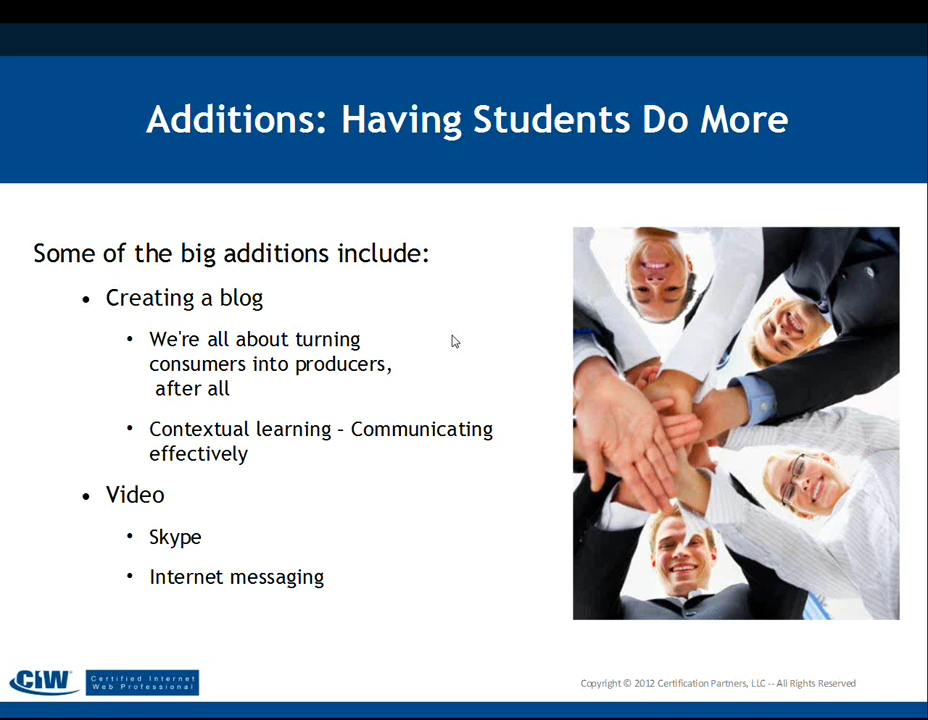 Additions: Having Students Do More
Some of the big additions include:
• Creating a blog
• We're all about turning
consumers into producers,
after all
• Contextual learning – Communicating
effectively
• Video
• Skype
• Internet messaging
CIW
Certified Internet
Web Professional
Copyright © 2012 Certification Partners, LLC -- All Rights Reserved